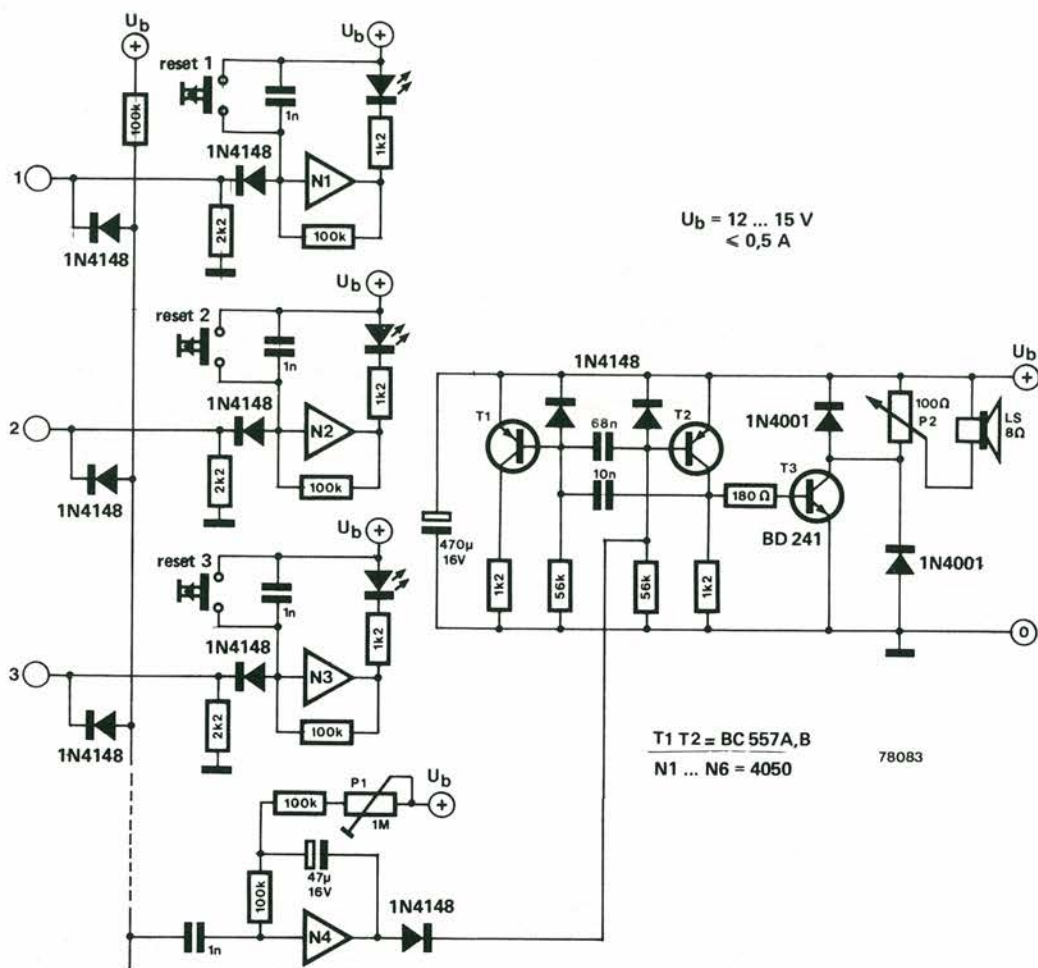 Ub
+
reset 1
100k
1n
Ub
+
1k2
1N4148
1
N1
100k
2k2
1N4148
Ub = 12 ... 15 V
≤ 0,5 A
Ub
+
reset 2
1n
1k2
1N4148
2
N2
100k
2k2
1N4148
Ub
+
reset 3
1n
1k2
1N4148
3
N3
100k
2k2
1N4148
1N4148
Ub
+
T1
68n
10n
T2
1N4001
100Ω
P2
LS
8Ω
T3
180 Ω
BD 241
470µ
16V
1k2
56k
56k
1k2
1N4001
0
T1 T2 = BC 557A,B
N1 ... N6 = 4050
78083
P1
100k
1M
Ub
+
47µ
16V
100k
1N4148
1n
N4